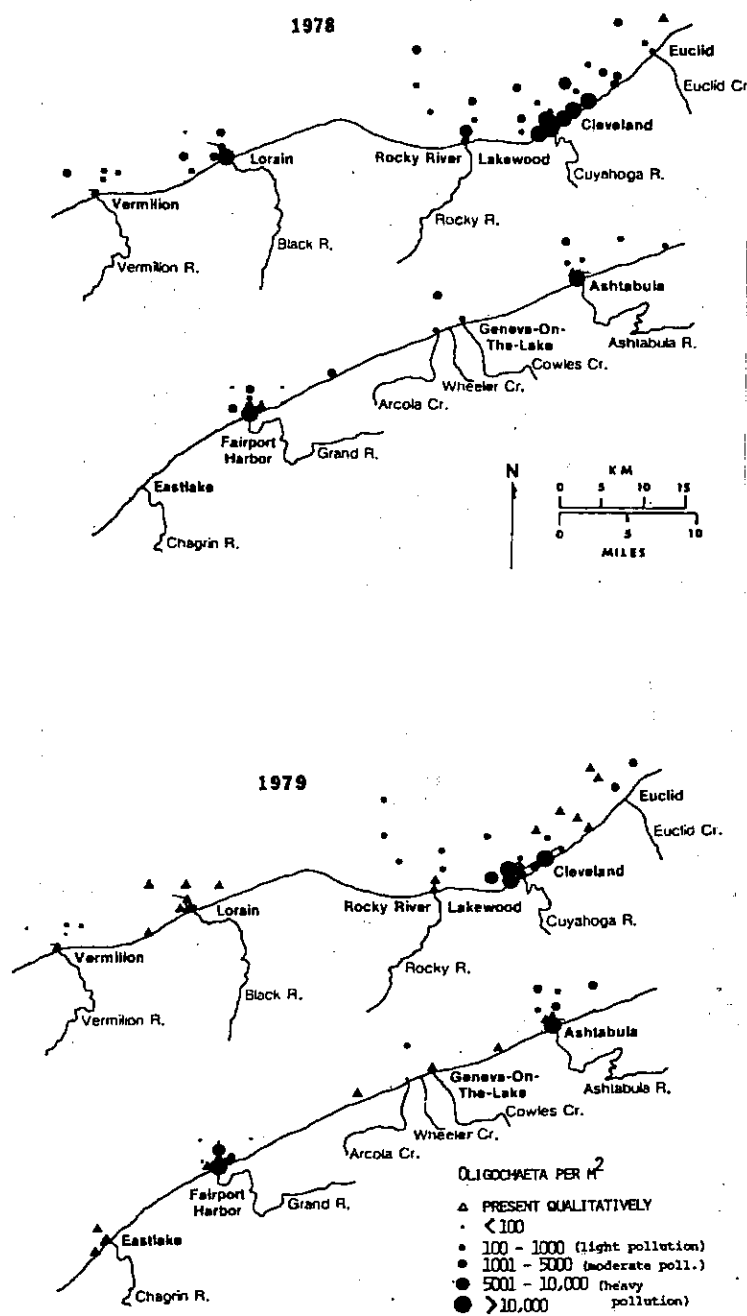 1978
Euclid
Euclid Cr.
Cleveland
Rocky River
Lakewood
Lorain
Cuyahoga R.
Vermilion
Rocky R.
Black R.
Vermilion R.
Ashtabula
Geneva-On-
The-Lake
Ashtabula R.
Cowles Cr.
Wheeler Cr.
Arcola Cr.
Fairport
Harbor
Grand R.
Eastlake
Chagrin R.
N
KM
0 5 10 15
0 5 10
MILES
1979
Euclid
Euclid Cr.
Cleveland
Lorain
Rocky River
Lakewood
Cuyahoga R.
Vermilion
Rocky R.
Black R.
Vermilion R.
Ashtabula
Geneva-On-
The-Lake
Ashtabula R.
Cowles Cr.
Wheeler Cr.
Arcola Cr.
Fairport
Harbor
Grand R.
Eastlake
Chagrin R.
OLIGOCHAETA PER M²
PRESENT QUALITATIVELY
<100
100 - 1000 (light pollution)
1001 - 5000 (moderate poll.)
5001 - 10,000 (heavy
>10,000 pollution)